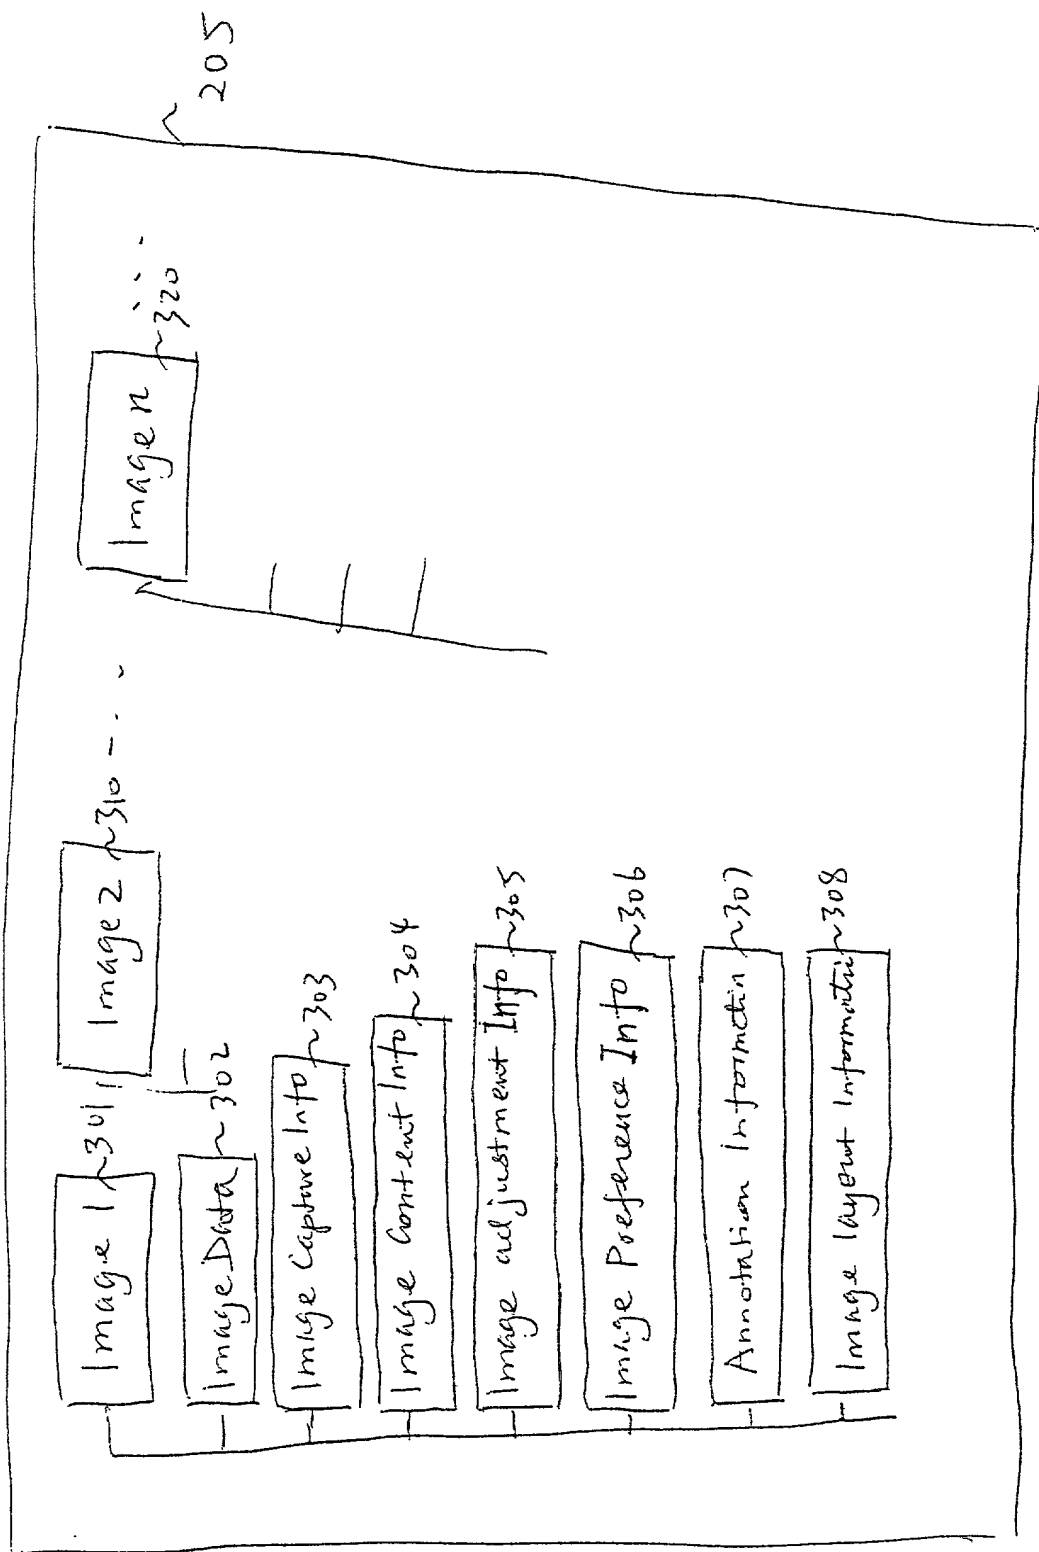 205
Image 1 ~301
Image 2 ~310 - - . .
Image n ~320 . . .
Image Data ~302
Image Capture Info ~303
Image Content Info ~304
Image adjustment Info ~305
Image Preference Info ~306
Annotation Information ~307
Image layout Information ~308